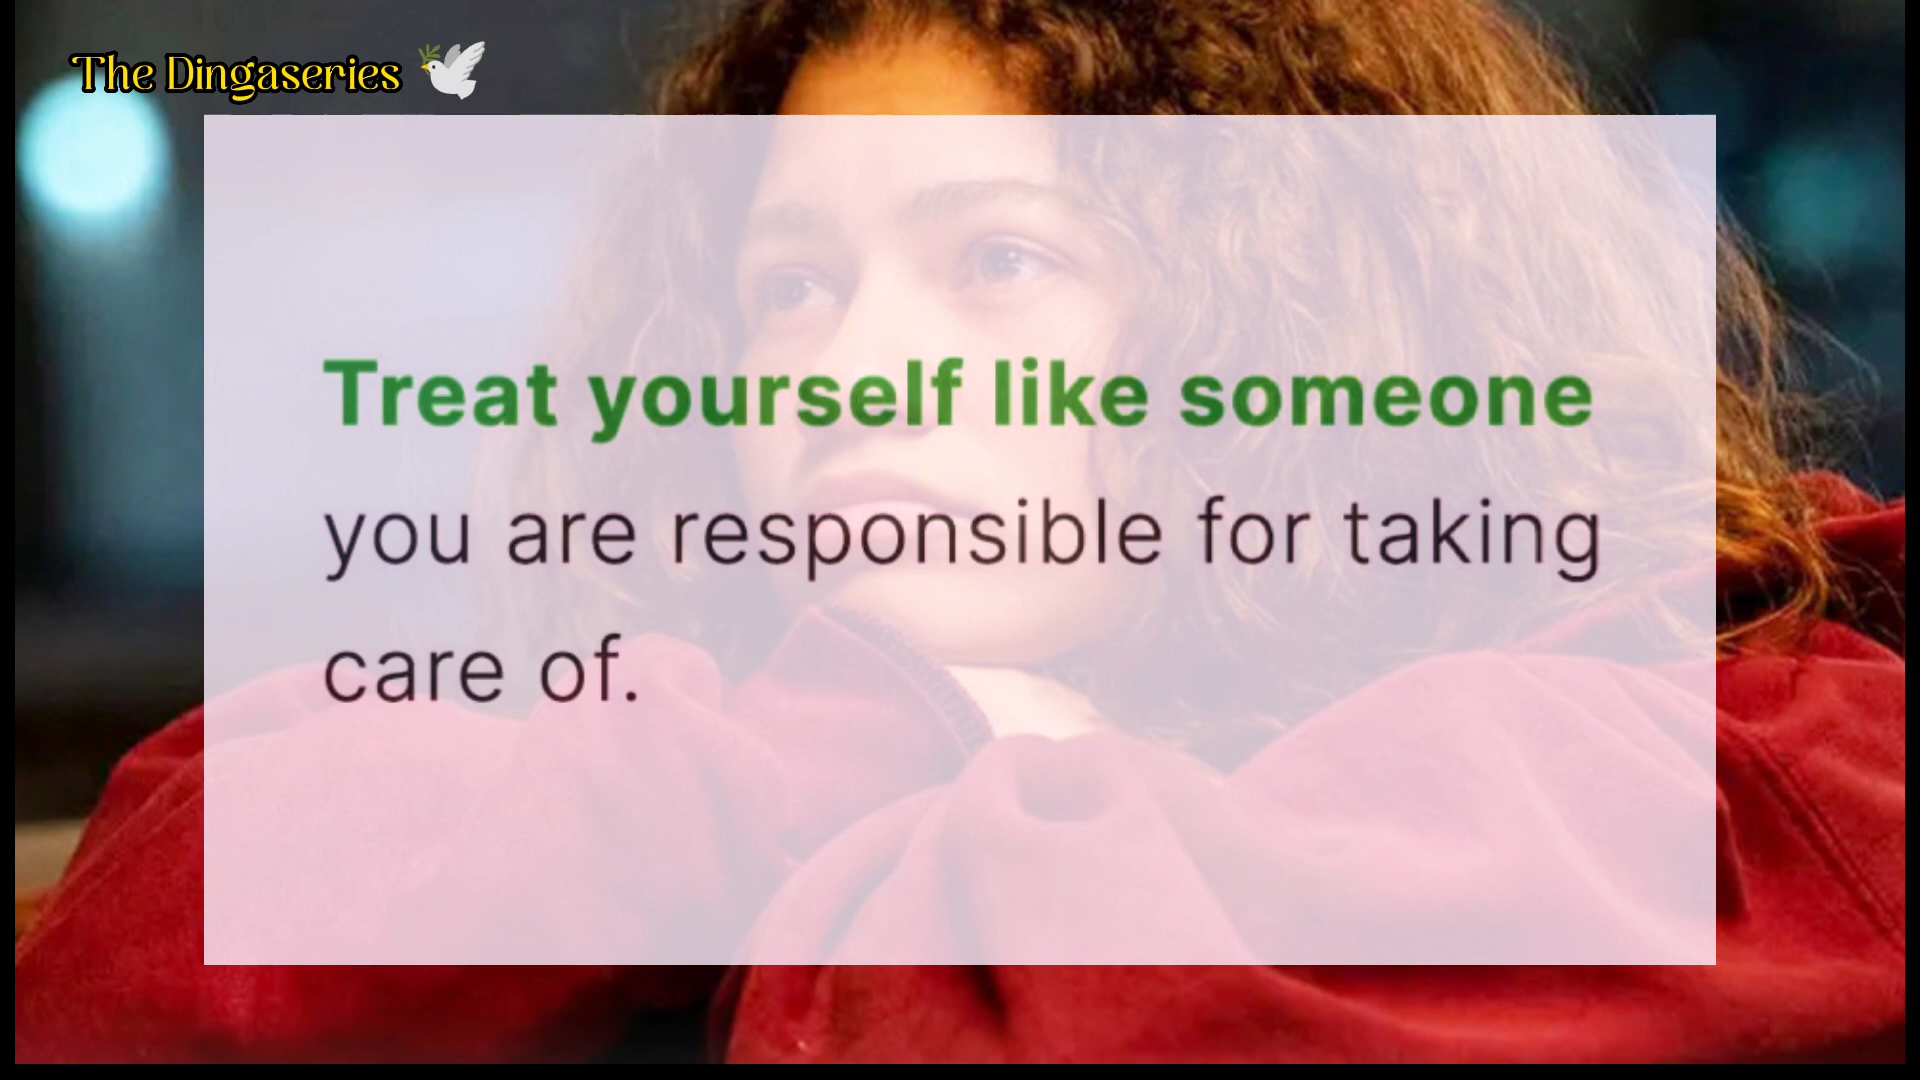 The Dingaseries 🕊️
Treat yourself like someone
you are responsible for taking
care of.